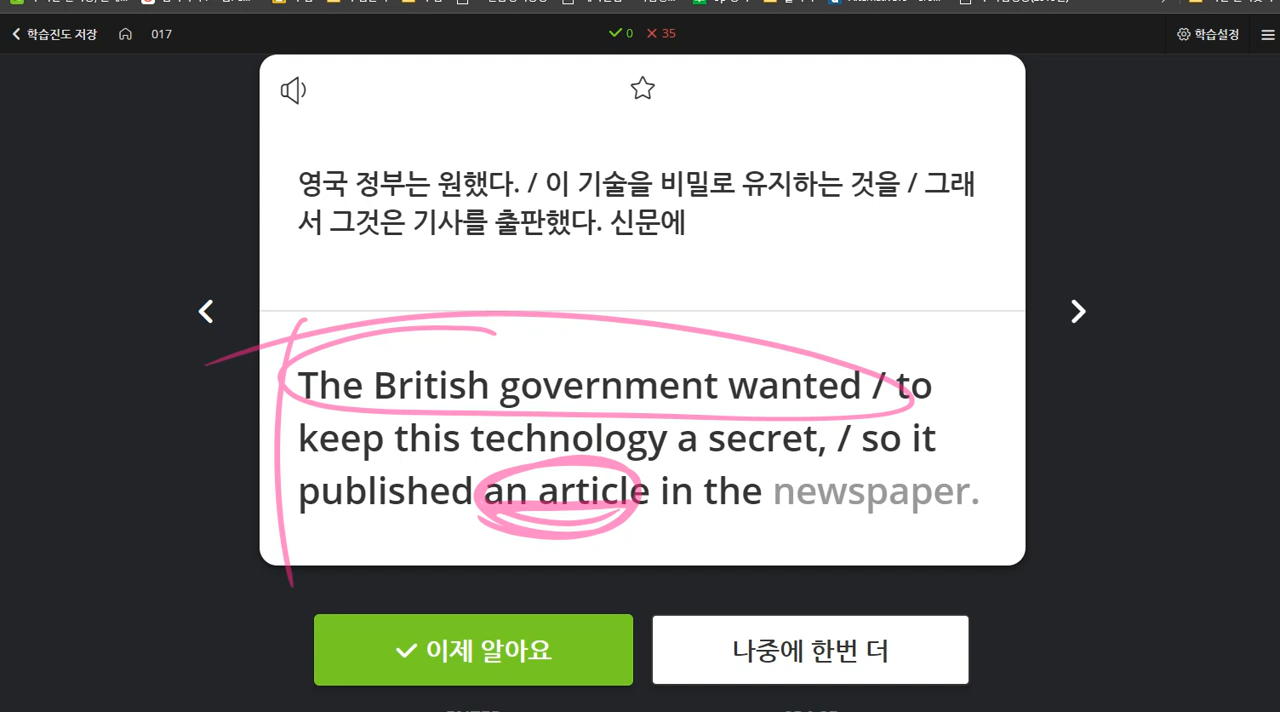 학습진도 저장
017
0
35
학습설정
영국 정부는 원했다. / 이 기술을 비밀로 유지하는 것을 / 그래
서 그것은 기사를 출판했다. 신문에
The British government wanted / to
keep this technology a secret, / so it
published an article in the newspaper.
이제 알아요
나중에 한번 더